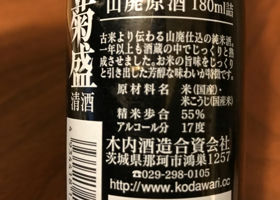 菊盛
清酒
山廃原酒 180ml詰
古来より伝わる山廃仕込の純米酒。
一年以上も酒蔵の中でじっくりと熟
成させました。お米の旨味をじっくり
と引き出した芳醇な味わいが特徴です。
原材料名 米(国産)・
米こうじ(国産米)
精米歩合 55%
アルコール分 17度
木内酒造合資会社
茨城県那珂市鴻巣1257
☎029-298-0105
http://www.kodawari.cc